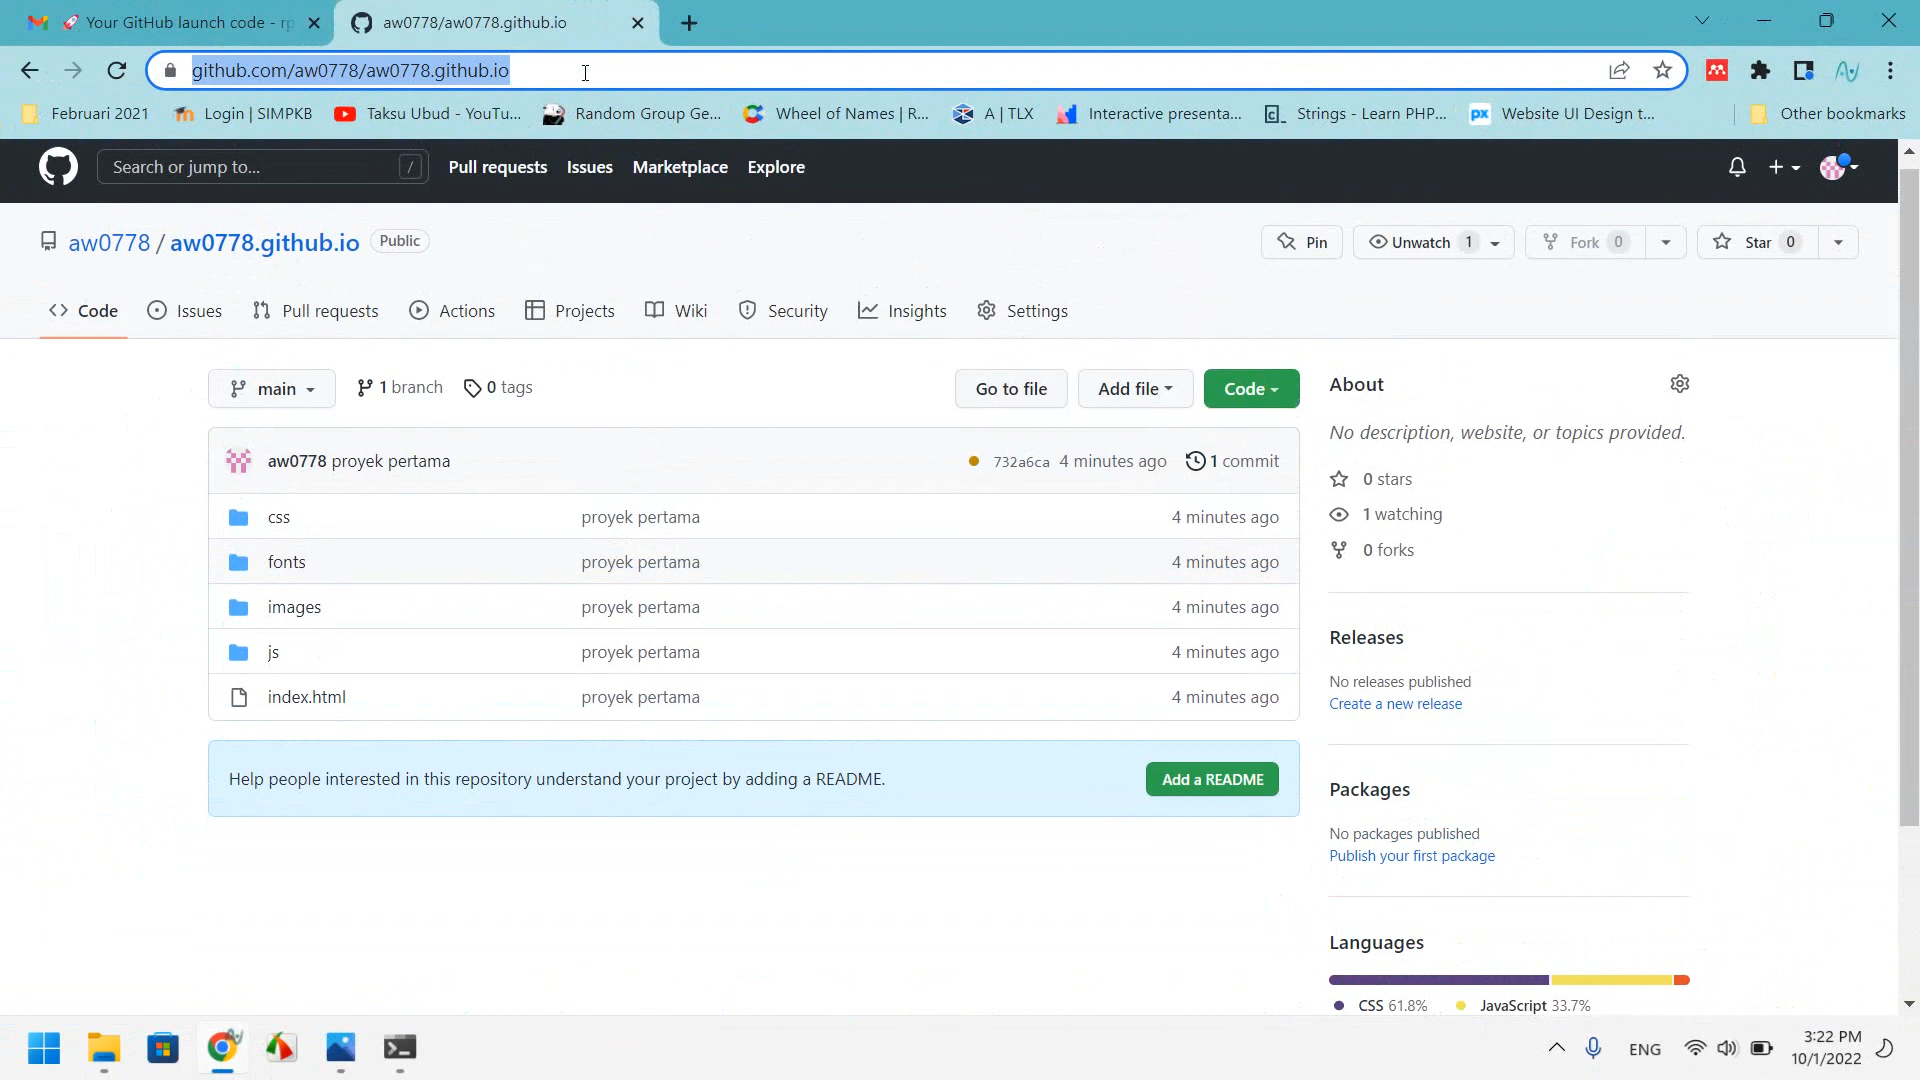 🚀 Your GitHub launch code - rp
aw0778/aw0778.github.io
github.com/aw0778/aw0778.github.io
Februari 2021
Login | SIMPKB
Taksu Ubud - YouTu...
Random Group Ge...
Wheel of Names | R...
A | TLX
Interactive presenta...
Strings - Learn PHP...
Website UI Design t...
Other bookmarks
Search or jump to... /
Pull requests Issues Marketplace Explore
aw0778 / aw0778.github.io Public
Pin
Unwatch 1
Fork 0
Star 0
Code Issues Pull requests Actions Projects Wiki Security Insights Settings
main 1 branch 0 tags
Go to file Add file Code
aw0778 proyek pertama 732a6ca 4 minutes ago 1 commit
css proyek pertama 4 minutes ago
fonts proyek pertama 4 minutes ago
images proyek pertama 4 minutes ago
js proyek pertama 4 minutes ago
index.html proyek pertama 4 minutes ago
Help people interested in this repository understand your project by adding a README. Add a README
About
No description, website, or topics provided.
0 stars
1 watching
0 forks
Releases
No releases published
Create a new release
Packages
No packages published
Publish your first package
Languages
CSS 61.8% JavaScript 33.7%
ENG
3:22 PM
10/1/2022